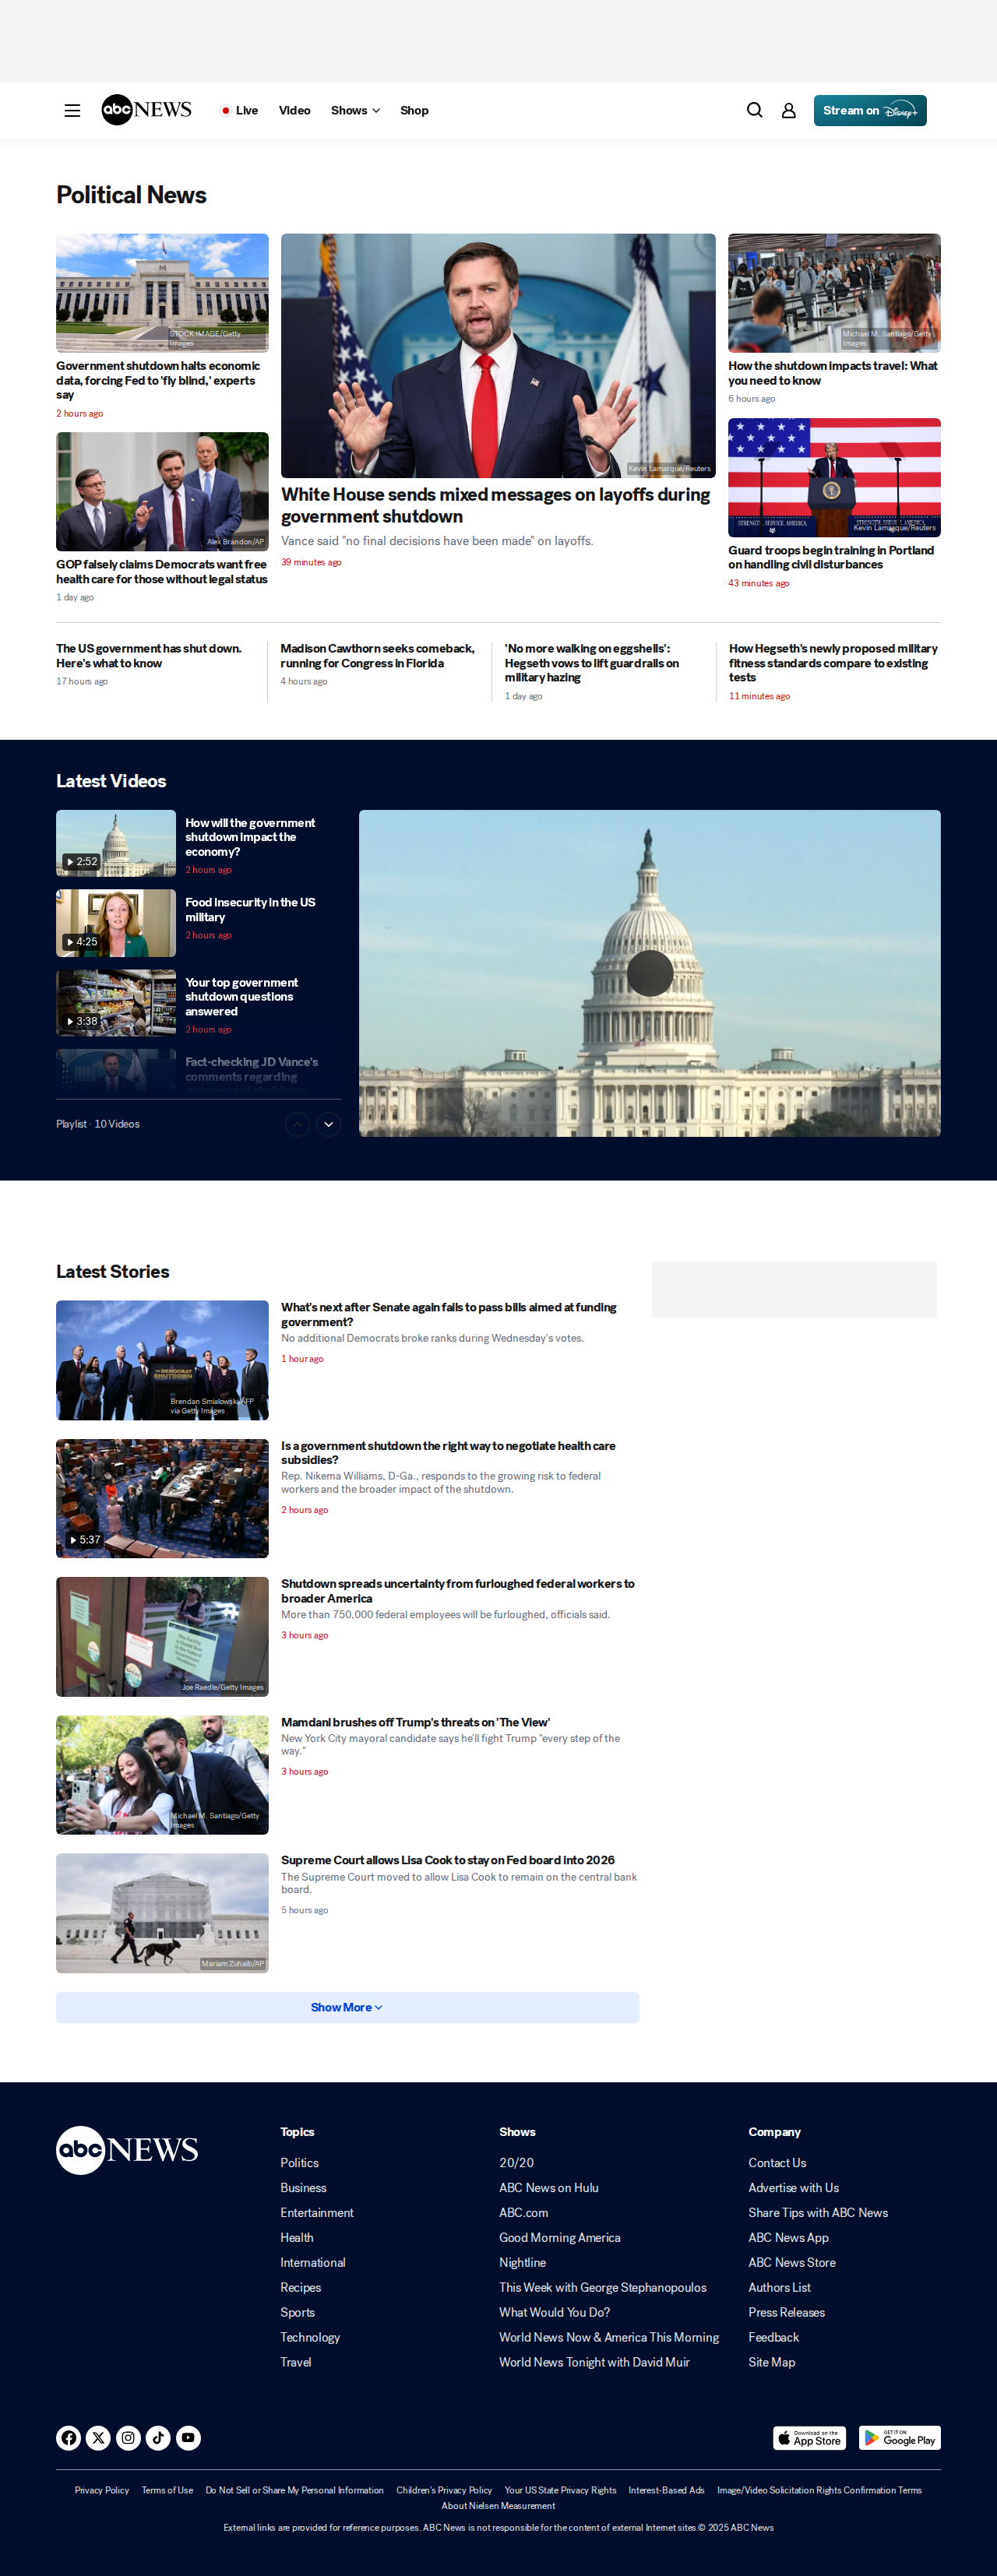 abc NEWS
Live
Video
Shows
Shop
Stream on Disney+
Political News
STOCK IMAGE/Getty
Images
Government shutdown halts economic
data, forcing Fed to 'fly blind,' experts
say
2 hours ago
Alex Brandon/AP
GOP falsely claims Democrats want free
health care for those without legal status
1 day ago
Kevin Lamarque/Reuters
White House sends mixed messages on layoffs during
government shutdown
Vance said "no final decisions have been made" on layoffs.
39 minutes ago
Michael M. Santiago/Getty
Images
How the shutdown impacts travel: What
you need to know
6 hours ago
STRENGTH. SERVICE. AMERICA.
STRENGTH. SERVICE. AMERICA.
Kevin Lamarque/Reuters
Guard troops begin training in Portland
on handling civil disturbances
43 minutes ago
The US government has shut down.
Here's what to know
17 hours ago
Madison Cawthorn seeks comeback,
running for Congress in Florida
4 hours ago
'No more walking on eggshells':
Hegseth vows to lift guardrails on
military hazing
1 day ago
How Hegseth's newly proposed military
fitness standards compare to existing
tests
11 minutes ago
Latest Videos
2:52
How will the government
shutdown impact the
economy?
2 hours ago
4:25
Food insecurity in the US
military
2 hours ago
3:38
Your top government
shutdown questions
answered
2 hours ago
Fact-checking JD Vance's
comments regarding
Playlist · 10 Videos
Latest Stories
THE DEMOCRAT
SHUTDOWN
Brendan Smialowski/AFP
via Getty Images
What's next after Senate again fails to pass bills aimed at funding
government?
No additional Democrats broke ranks during Wednesday's votes.
1 hour ago
5:37
Is a government shutdown the right way to negotiate health care
subsidies?
Rep. Nikema Williams, D-Ga., responds to the growing risk to federal
workers and the broader impact of the shutdown.
2 hours ago
Joe Raedle/Getty Images
Shutdown spreads uncertainty from furloughed federal workers to
broader America
More than 750,000 federal employees will be furloughed, officials said.
3 hours ago
Michael M. Santiago/Getty
Images
Mamdani brushes off Trump's threats on 'The View'
New York City mayoral candidate says he'll fight Trump "every step of the
way."
3 hours ago
Mariam Zuhaib/AP
Supreme Court allows Lisa Cook to stay on Fed board into 2026
The Supreme Court moved to allow Lisa Cook to remain on the central bank
board.
5 hours ago
Show More
abc NEWS
Topics
Politics
Business
Entertainment
Health
International
Recipes
Sports
Technology
Travel
Shows
20/20
ABC News on Hulu
ABC.com
Good Morning America
Nightline
This Week with George Stephanopoulos
What Would You Do?
World News Now & America This Morning
World News Tonight with David Muir
Company
Contact Us
Advertise with Us
Share Tips with ABC News
ABC News App
ABC News Store
Authors List
Press Releases
Feedback
Site Map
Download on the
App Store
GET IT ON
Google Play
Privacy Policy
Terms of Use
Do Not Sell or Share My Personal Information
Children's Privacy Policy
Your US State Privacy Rights
Interest-Based Ads
Image/Video Solicitation Rights Confirmation Terms
About Nielsen Measurement
External links are provided for reference purposes. ABC News is not responsible for the content of external Internet sites.© 2025 ABC News